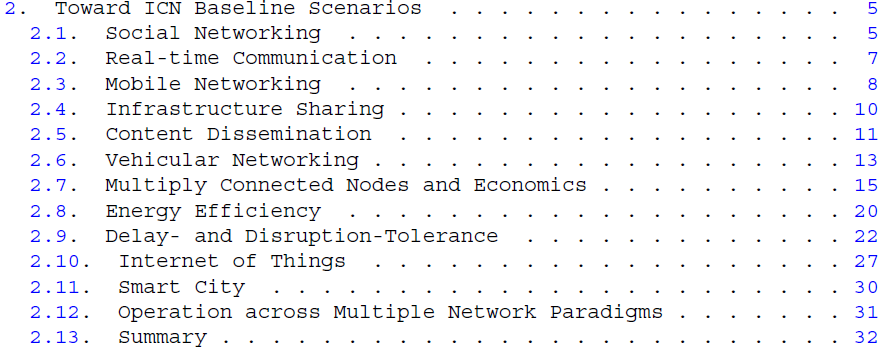 2.  Toward ICN Baseline Scenarios  . . . . . . . . . . . . . . . .  5
  2.1.  Social Networking  . . . . . . . . . . . . . . . . . . . .  5
  2.2.  Real-time Communication  . . . . . . . . . . . . . . . . .  7
  2.3.  Mobile Networking  . . . . . . . . . . . . . . . . . . . .  8
  2.4.  Infrastructure Sharing . . . . . . . . . . . . . . . . . . 10
  2.5.  Content Dissemination  . . . . . . . . . . . . . . . . . . 11
  2.6.  Vehicular Networking . . . . . . . . . . . . . . . . . . . 13
  2.7.  Multiply Connected Nodes and Economics . . . . . . . . . . 15
  2.8.  Energy Efficiency  . . . . . . . . . . . . . . . . . . . . 20
  2.9.  Delay- and Disruption-Tolerance  . . . . . . . . . . . . . 22
  2.10.  Internet of Things  . . . . . . . . . . . . . . . . . . . 27
  2.11.  Smart City  . . . . . . . . . . . . . . . . . . . . . . . 30
  2.12.  Operation across Multiple Network Paradigms . . . . . . . 31
  2.13.  Summary . . . . . . . . . . . . . . . . . . . . . . . . . 32